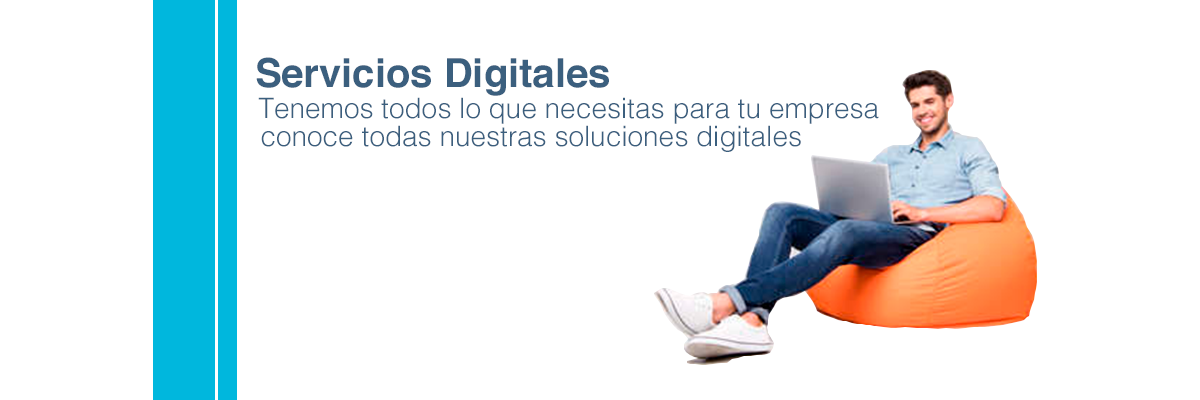 Servicios Digitales
Tenemos todos lo que necesitas para tu empresa
conoce todas nuestras soluciones digitales